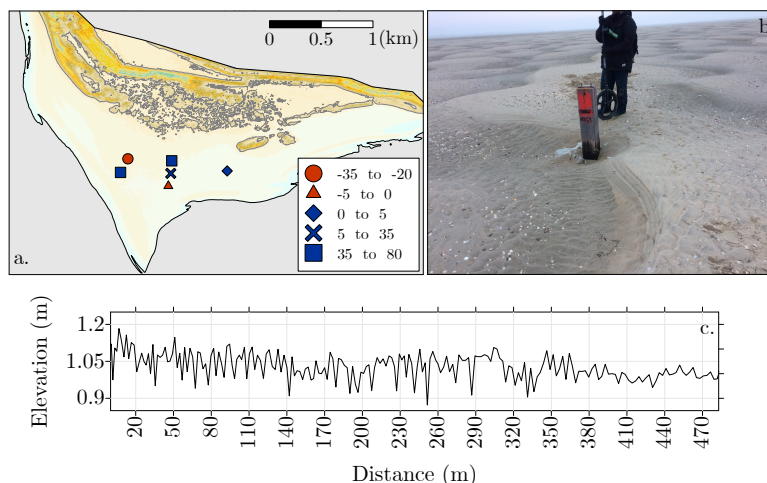 0 0.5 1(km)
-35 to -20
-5 to 0
0 to 5
5 to 35
35 to 80
a.
b
Elevation (m)
1.2
1.05
0.9
c.
20 50 80 110 140 170 200 230 260 290 320 350 380 410 440 470
Distance (m)